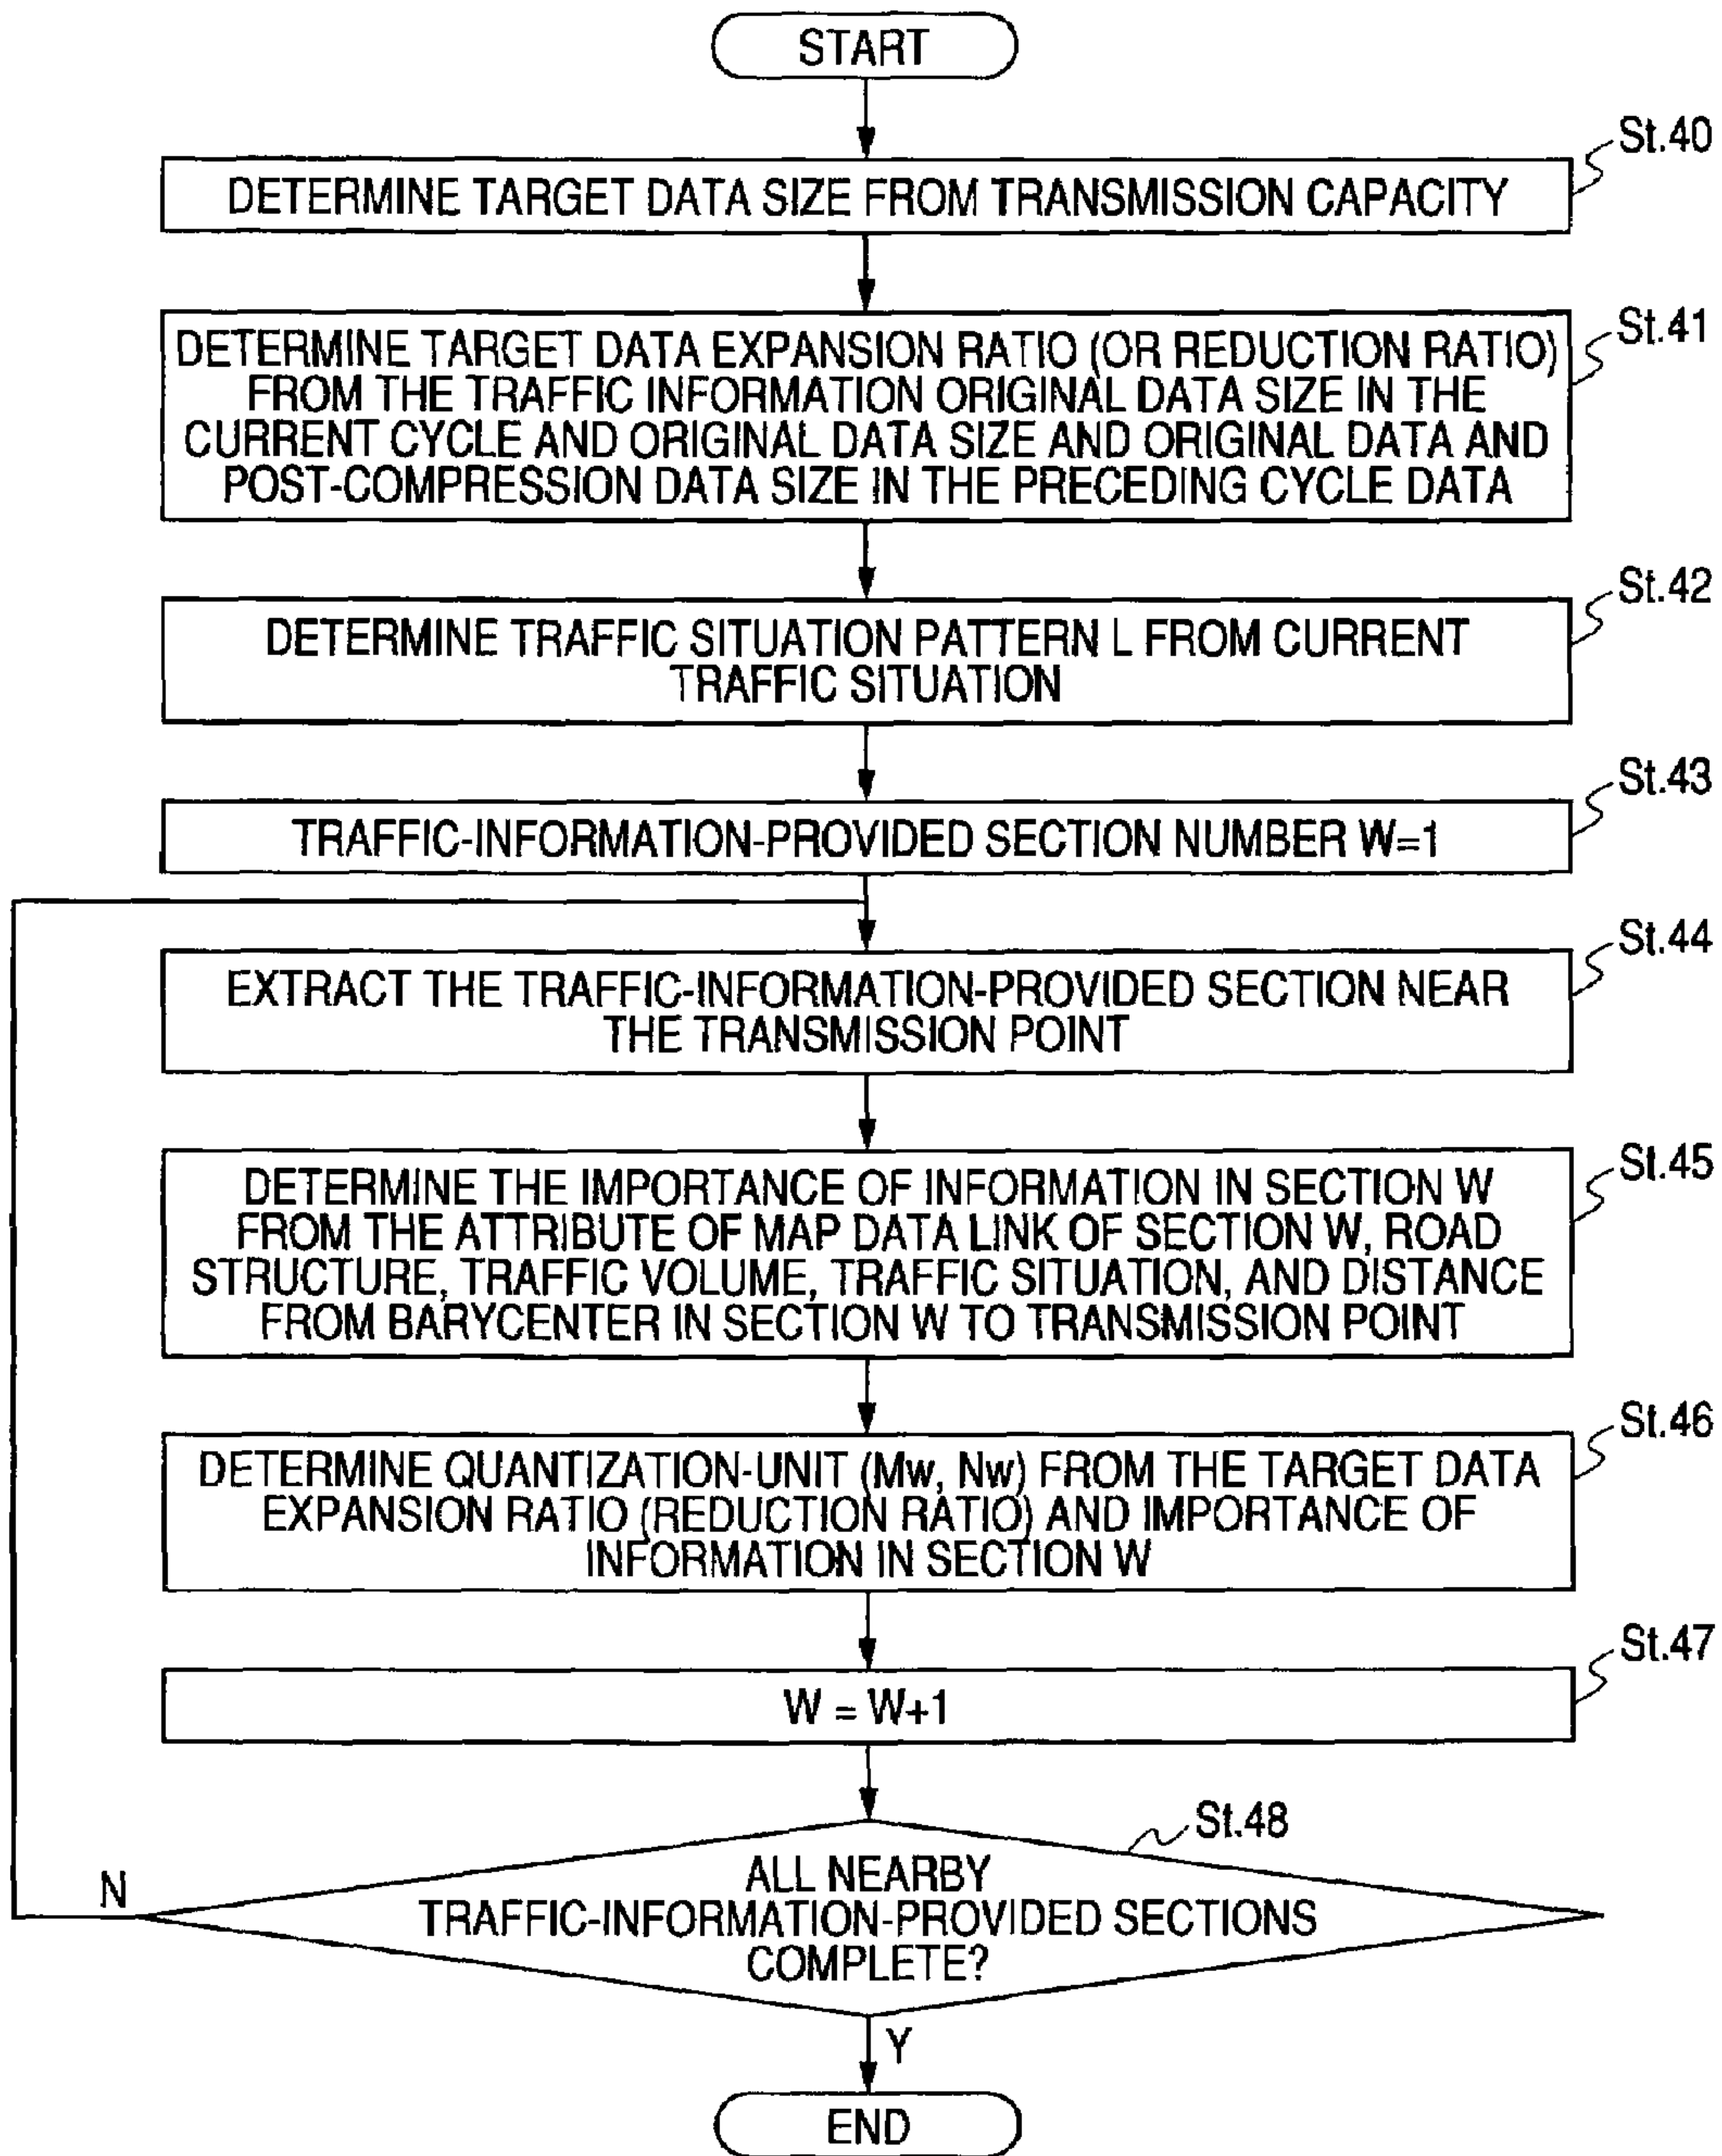 START
St.40
DETERMINE TARGET DATA SIZE FROM TRANSMISSION CAPACITY
St.41
DETERMINE TARGET DATA EXPANSION RATIO (OR REDUCTION RATIO)
FROM THE TRAFFIC INFORMATION ORIGINAL DATA SIZE IN THE
CURRENT CYCLE AND ORIGINAL DATA SIZE AND ORIGINAL DATA AND
POST-COMPRESSION DATA SIZE IN THE PRECEDING CYCLE DATA
St.42
DETERMINE TRAFFIC SITUATION PATTERN L FROM CURRENT
TRAFFIC SITUATION
St.43
TRAFFIC-INFORMATION-PROVIDED SECTION NUMBER W=1
St.44
EXTRACT THE TRAFFIC-INFORMATION-PROVIDED SECTION NEAR
THE TRANSMISSION POINT
St.45
DETERMINE THE IMPORTANCE OF INFORMATION IN SECTION W
FROM THE ATTRIBUTE OF MAP DATA LINK OF SECTION W, ROAD
STRUCTURE, TRAFFIC VOLUME, TRAFFIC SITUATION, AND DISTANCE
FROM BARYCENTER IN SECTION W TO TRANSMISSION POINT
St.46
DETERMINE QUANTIZATION-UNIT (Mw, Nw) FROM THE TARGET DATA
EXPANSION RATIO (REDUCTION RATIO) AND IMPORTANCE OF
INFORMATION IN SECTION W
St.47
W = W+1
St.48
ALL NEARBY
TRAFFIC-INFORMATION-PROVIDED SECTIONS
COMPLETE?
N
Y
END